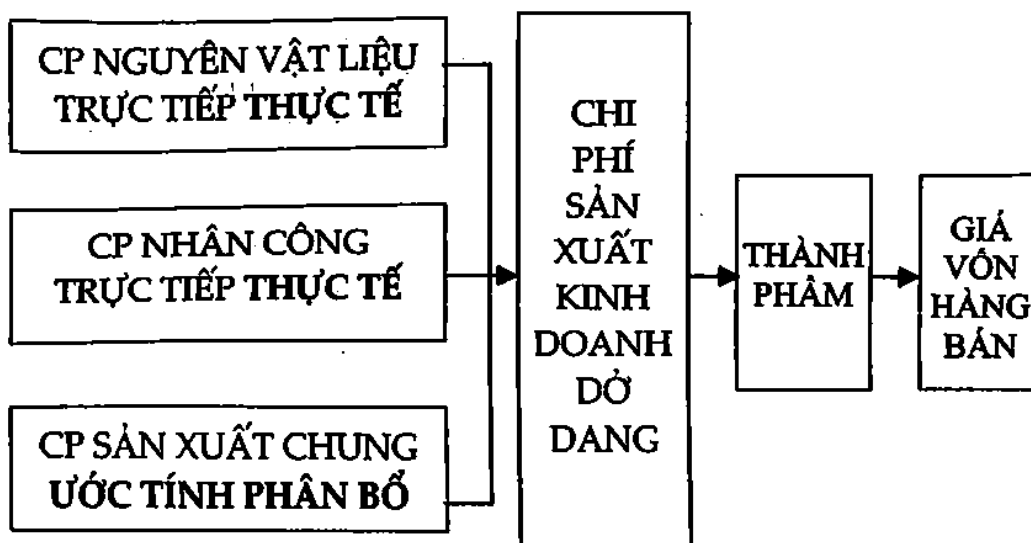 CP NGUYÊN VẬT LIỆU
TRỰC TIẾP THỰC TẾ
CP NHÂN CÔNG
TRỰC TIẾP THỰC TẾ
CP SẢN XUẤT CHUNG
ƯỚC TÍNH PHÂN BỔ
CHI
PHÍ
SẢN
XUẤT
KINH
DOANH
DỞ
DANG
THÀNH
PHẨM
GIÁ
VỐN
HÀNG
BÁN